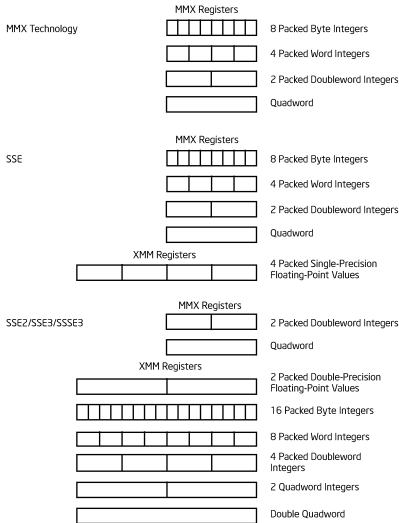 MMX Registers
MMX Technology
8 Packed Byte Integers
4 Packed Word Integers
2 Packed Doubleword Integers
Quadword
MMX Registers
SSE
8 Packed Byte Integers
4 Packed Word Integers
2 Packed Doubleword Integers
Quadword
XMM Registers
4 Packed Single-Precision
Floating-Point Values
MMX Registers
SSE2/SSE3/SSSE3
2 Packed Doubleword Integers
Quadword
XMM Registers
2 Packed Double-Precision
Floating-Point Values
16 Packed Byte Integers
8 Packed Word Integers
4 Packed Doubleword
Integers
2 Quadword Integers
Double Quadword